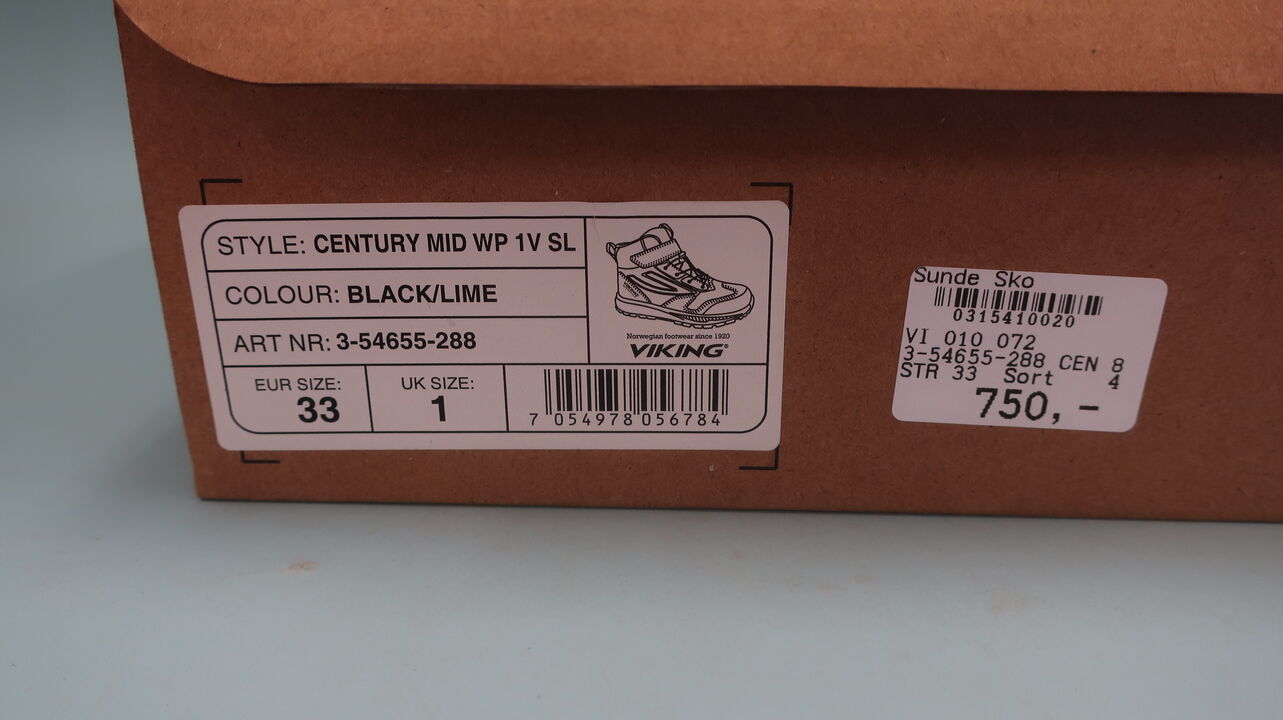 STYLE: CENTURY MID WP 1V SL
COLOUR: BLACK/LIME
ART NR: 3-54655-288
Norwegian footwear since 1920
VIKING®
EUR SIZE:
33
UK SIZE:
1
7 054978 056784
Sunde Sko
0315410020
VI 010 072
3-54655-288 CEN 8
STR 33 Sort 4
750,-